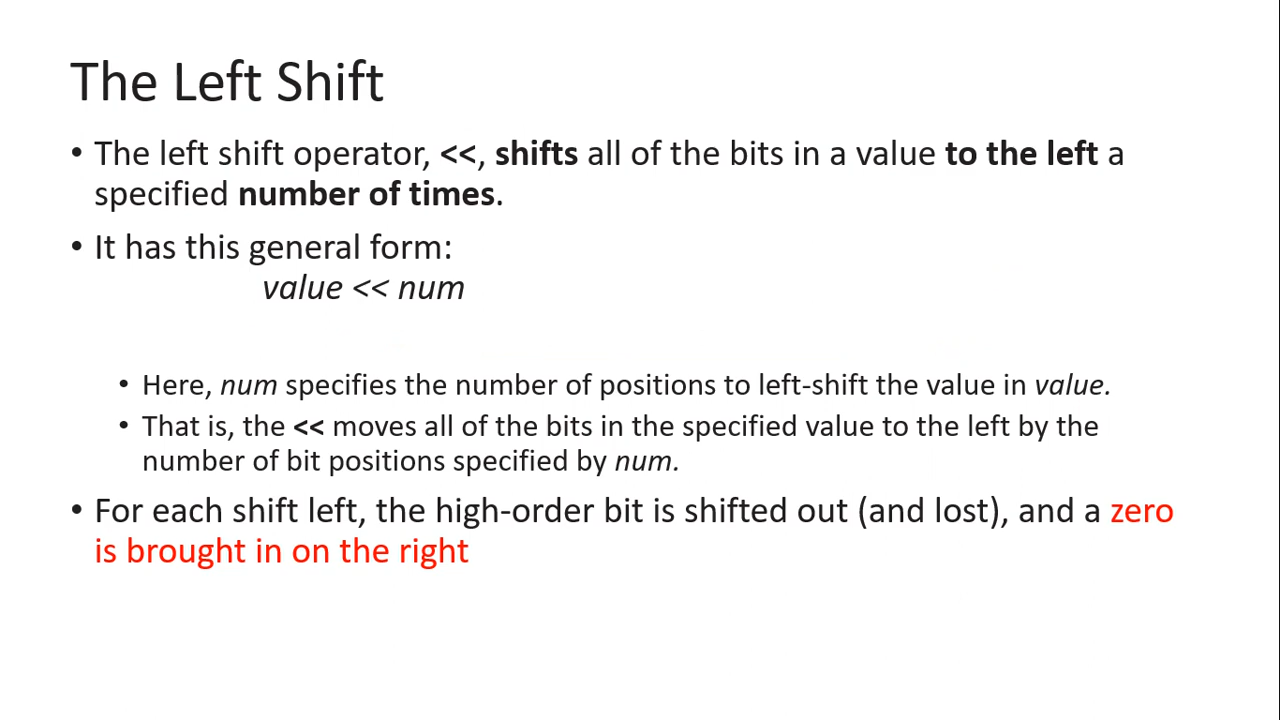 The Left Shift
• The left shift operator, <<, shifts all of the bits in a value to the left a
specified number of times.
• It has this general form:
value << num
• Here, num specifies the number of positions to left-shift the value in value.
• That is, the << moves all of the bits in the specified value to the left by the
number of bit positions specified by num.
• For each shift left, the high-order bit is shifted out (and lost), and a zero
is brought in on the right